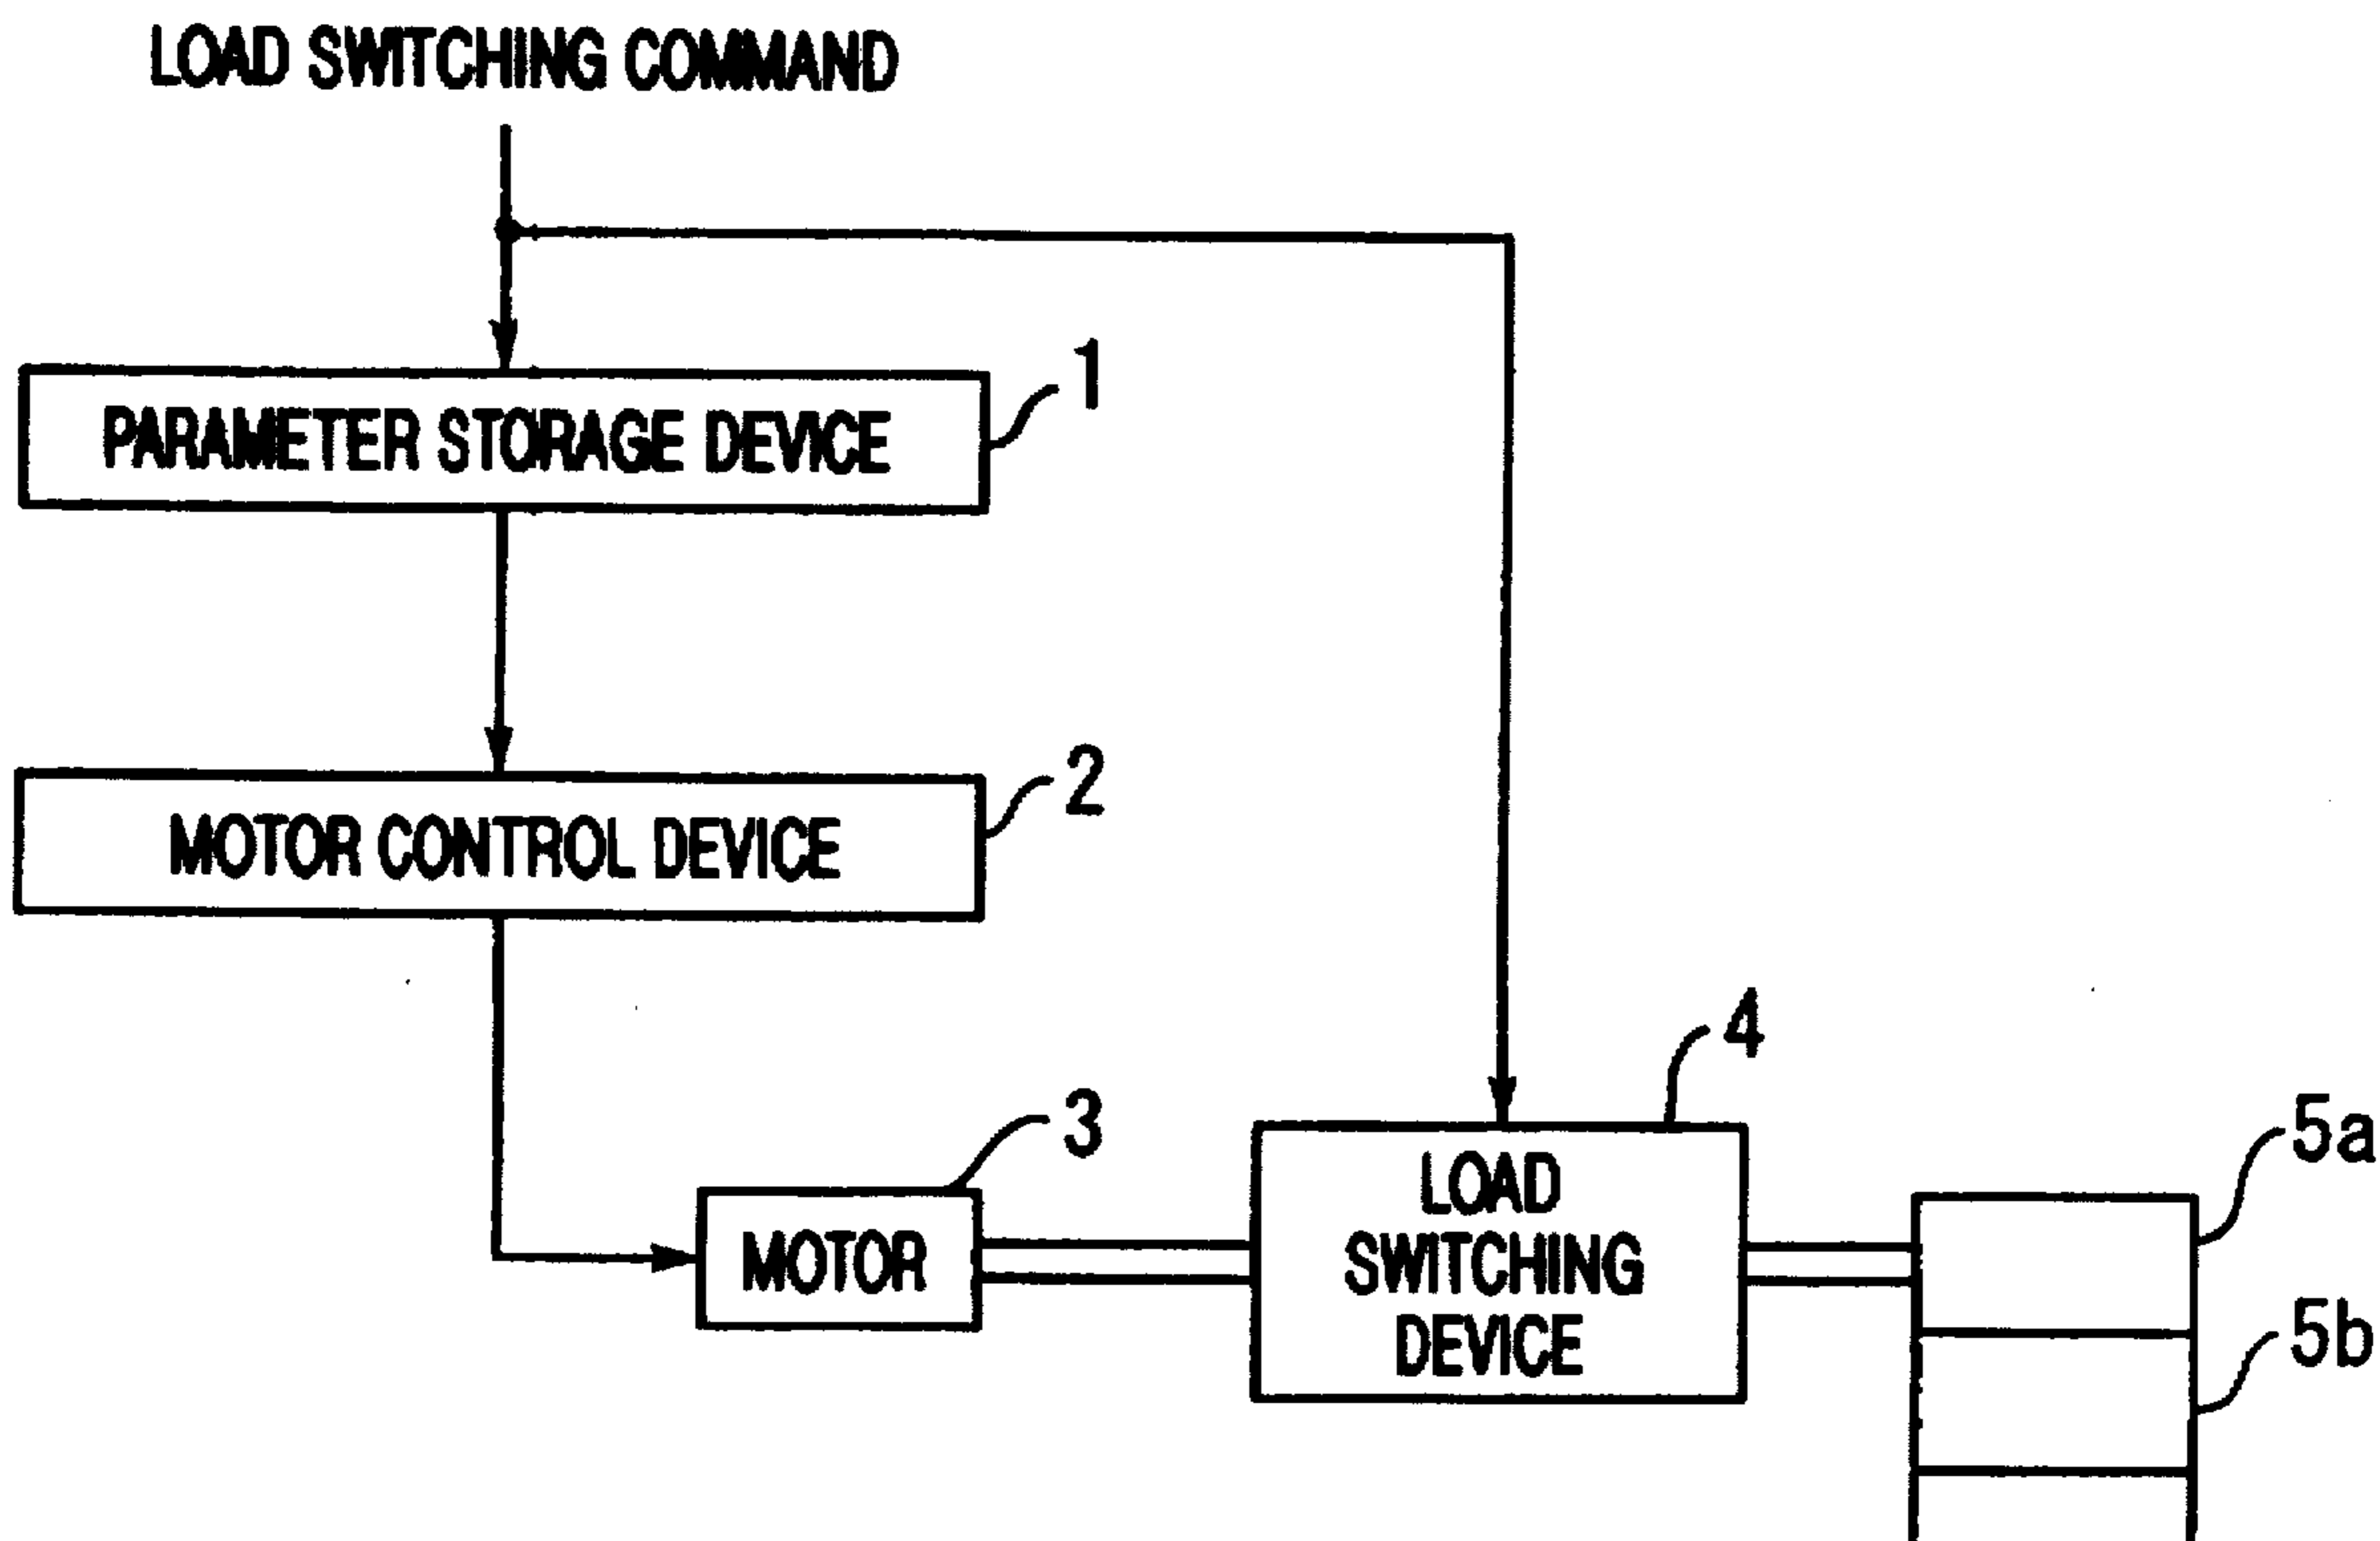 LOAD SWITCHING COMMAND
1
PARAMETER STORAGE DEVICE
2
MOTOR CONTROL DEVICE
3
MOTOR
4
LOAD
SWITCHING
DEVICE
5a
5b